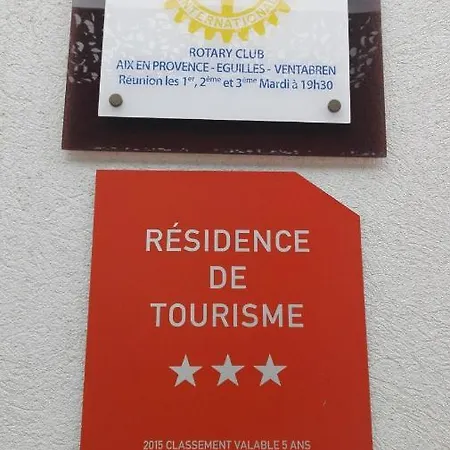 INTERNATIONAL
ROTARY CLUB
AIX EN PROVENCE - EGUILLES - VENTABREN
Réunion les 1er, 2ème et 3ème Mardi à 19h30
RÉSIDENCE
DE
TOURISME
2015 CLASSEMENT VALABLE 5 ANS